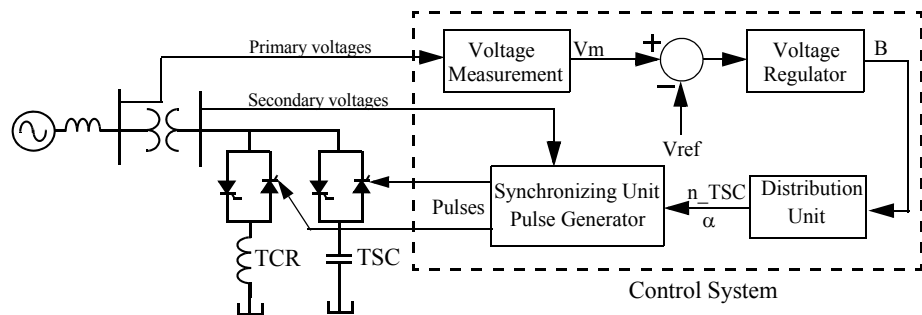 Primary voltages
Voltage
Measurement
Vm
+
−
Vref
Voltage
Regulator
B
Secondary voltages
Synchronizing Unit
Pulse Generator
Pulses
n_TSC
α
Distribution
Unit
TCR
TSC
Control System